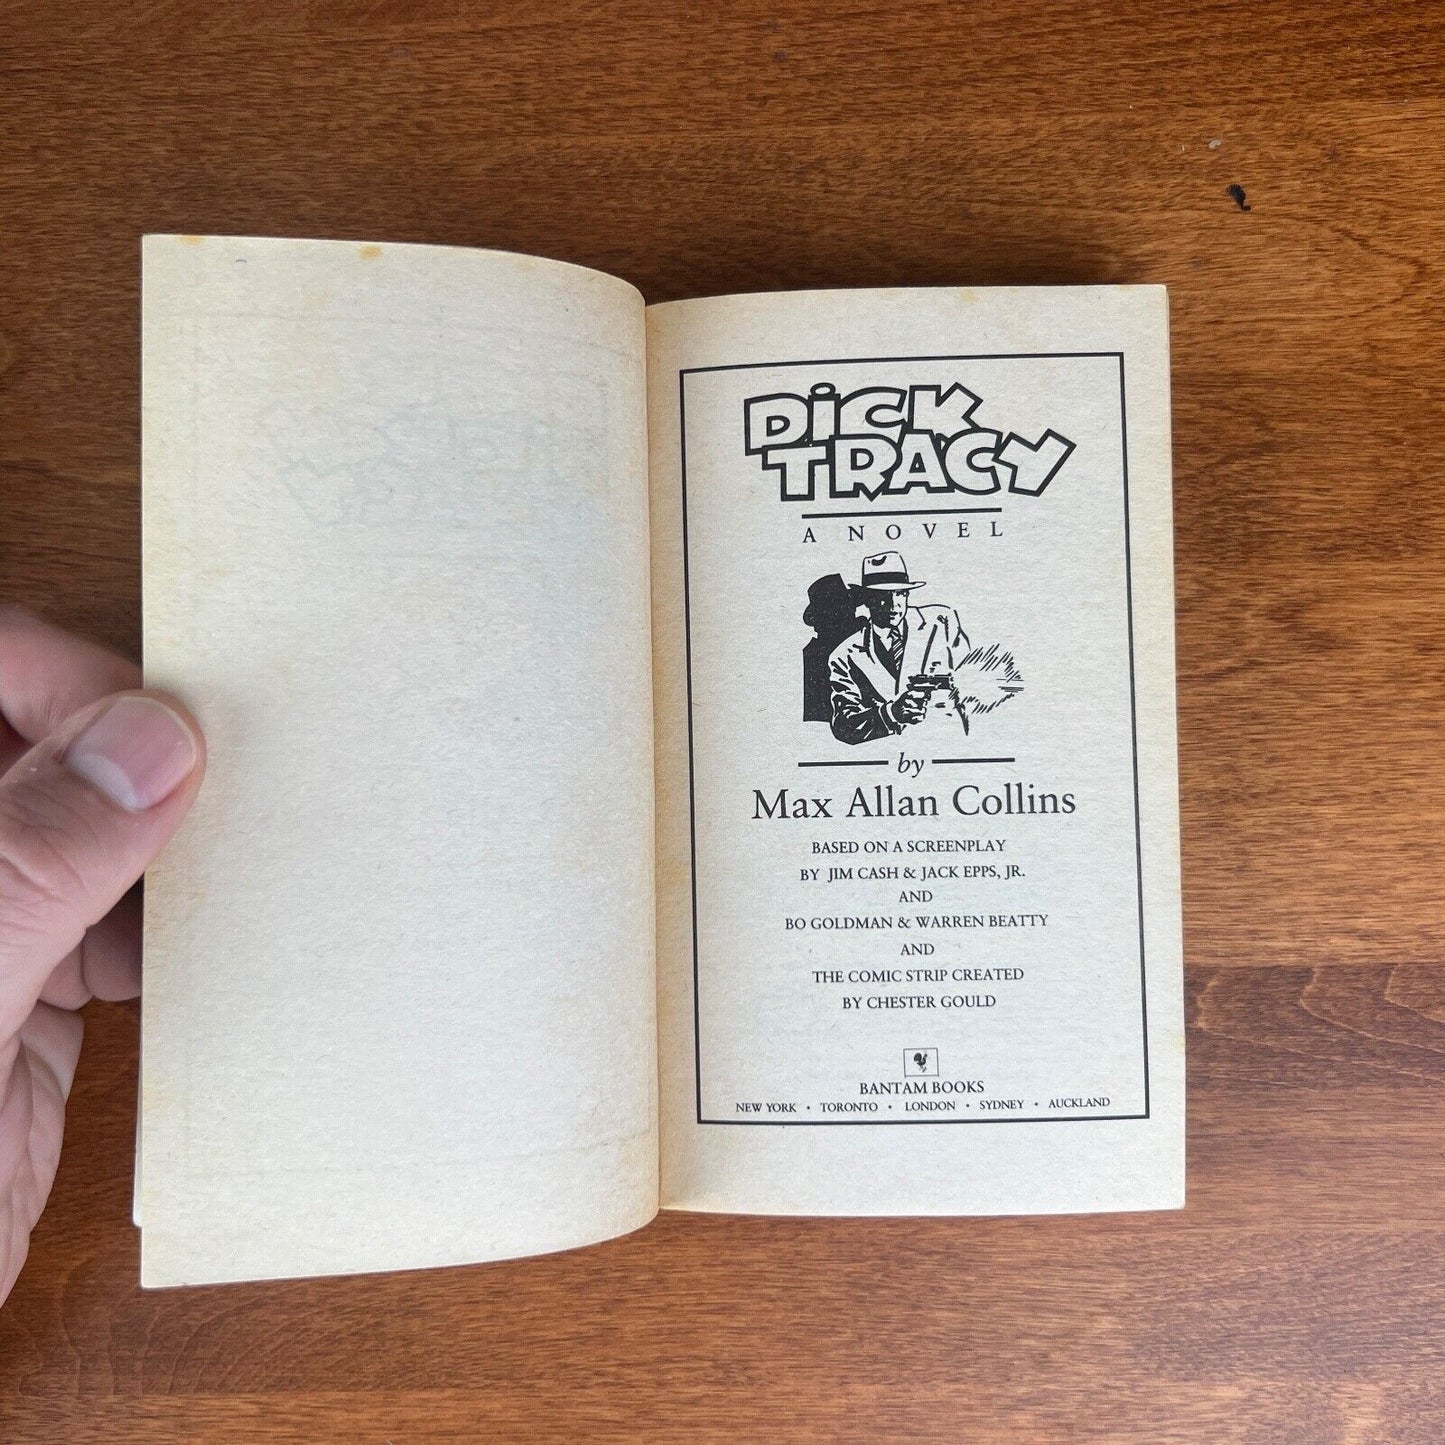 DiCK
TRACY
A NOVEL
by
Max Allan Collins
BASED ON A SCREENPLAY
BY JIM CASH & JACK EPPS, JR.
AND
BO GOLDMAN & WARREN BEATTY
AND
THE COMIC STRIP CREATED
BY CHESTER GOULD
BANTAM BOOKS
NEW YORK • TORONTO • LONDON • SYDNEY • AUCKLAND